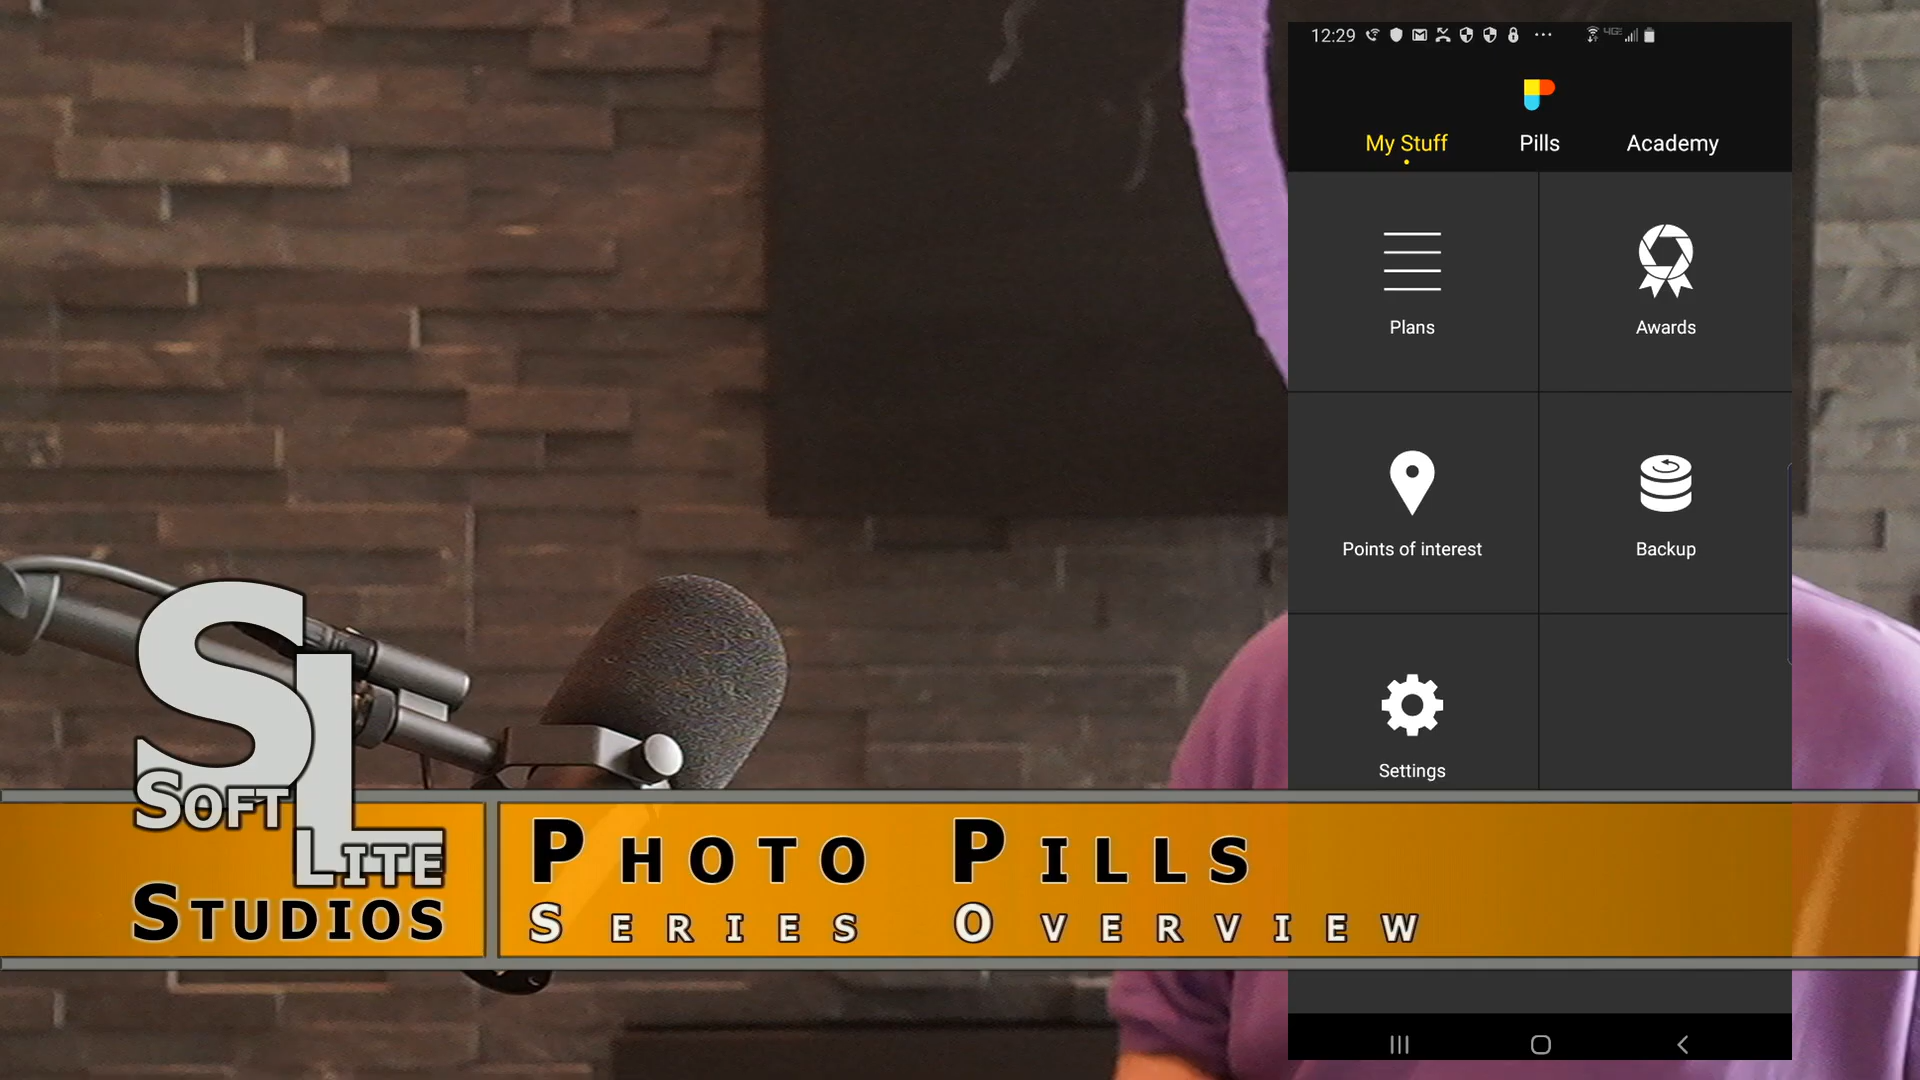 12:29
My Stuff Pills Academy
Plans Awards
Points of interest Backup
Settings
SL
SOFT
LITE
STUDIOS
PHOTO PILLS
SERIES OVERVIEW